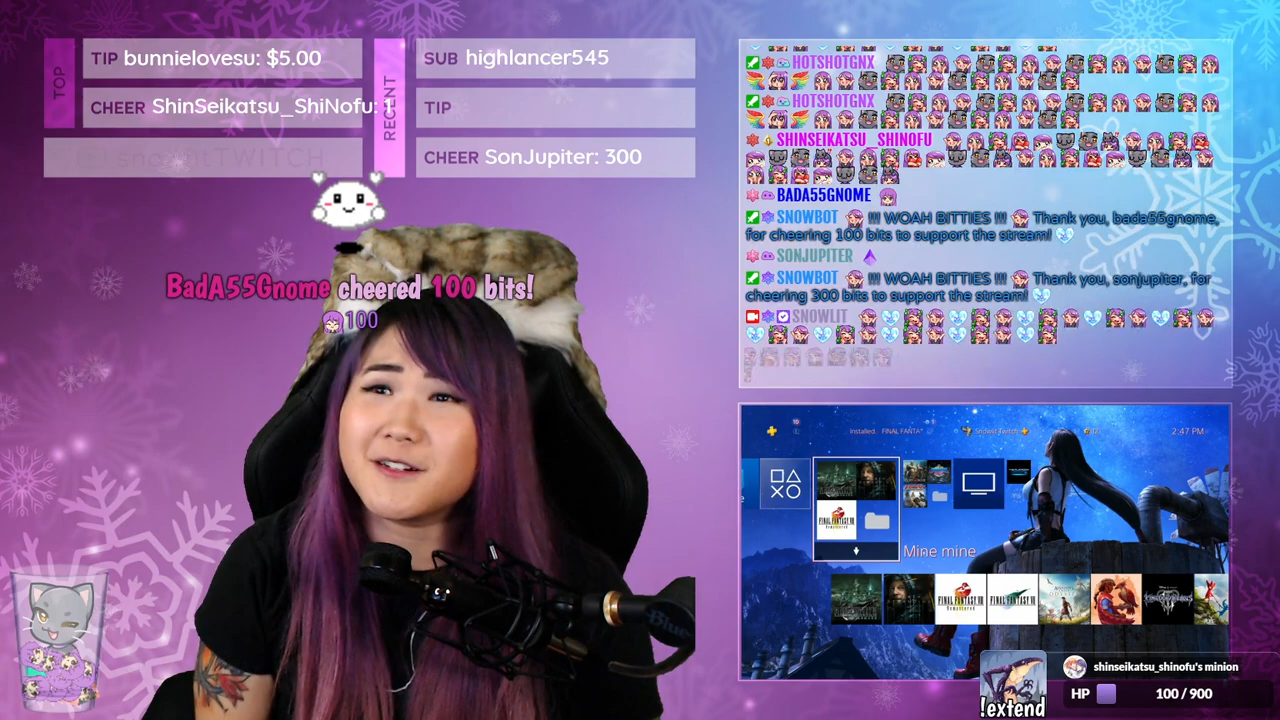 TOP
TIP bunnielovesu: $5.00
CHEER ShinSeikatsu_ShiNofu: 1
RECENT
SUB highlancer545
TIP
CHEER SonJupiter: 300
BadA55Gnome cheered 100 bits!
100
HOTSHOTGNX
HOTSHOTGNX
SHINSEIKATSU_SHINOFU
BADA55GNOME
SNOWBOT !!! WOAH BITTIES !!! Thank you, bada55gnome,
for cheering 100 bits to support the stream!
SONJUPITER
SNOWBOT !!! WOAH BITTIES !!! Thank you, sonjupiter, for
cheering 300 bits to support the stream!
SNOWLIT
Installed. FINAL FANTA
2:47 PM
FINAL FANTASY VIII
Remastered
Mine mine
FINAL FANTASY VIII
Remastered
FINAL FANTASY VII
Blue
!extend
shinseikatsu_shinofu's minion
HP
100 / 900